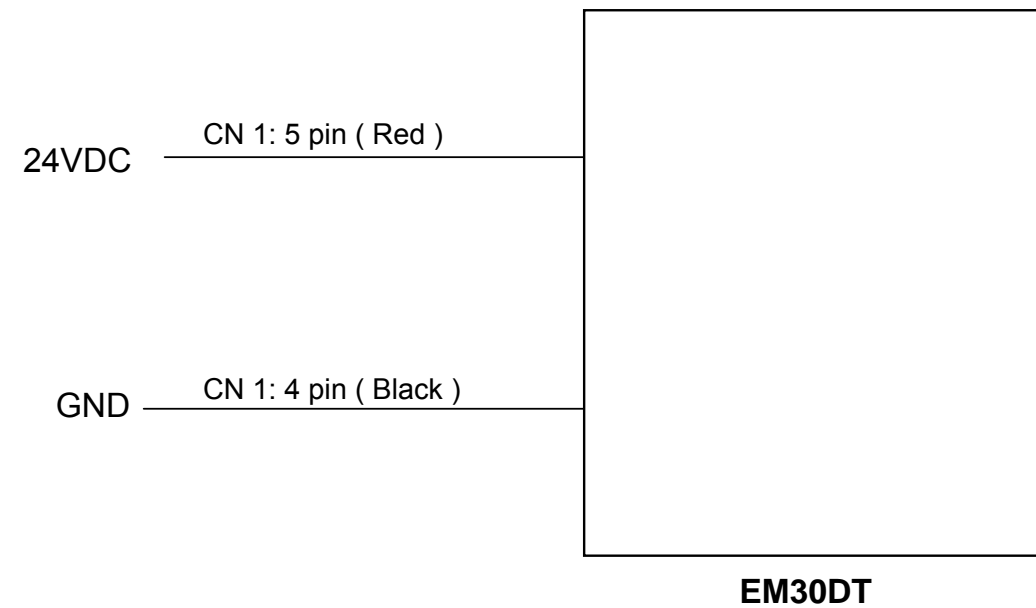 CN 1: 5 pin ( Red )
24VDC
CN 1: 4 pin ( Black )
GND
EM30DT